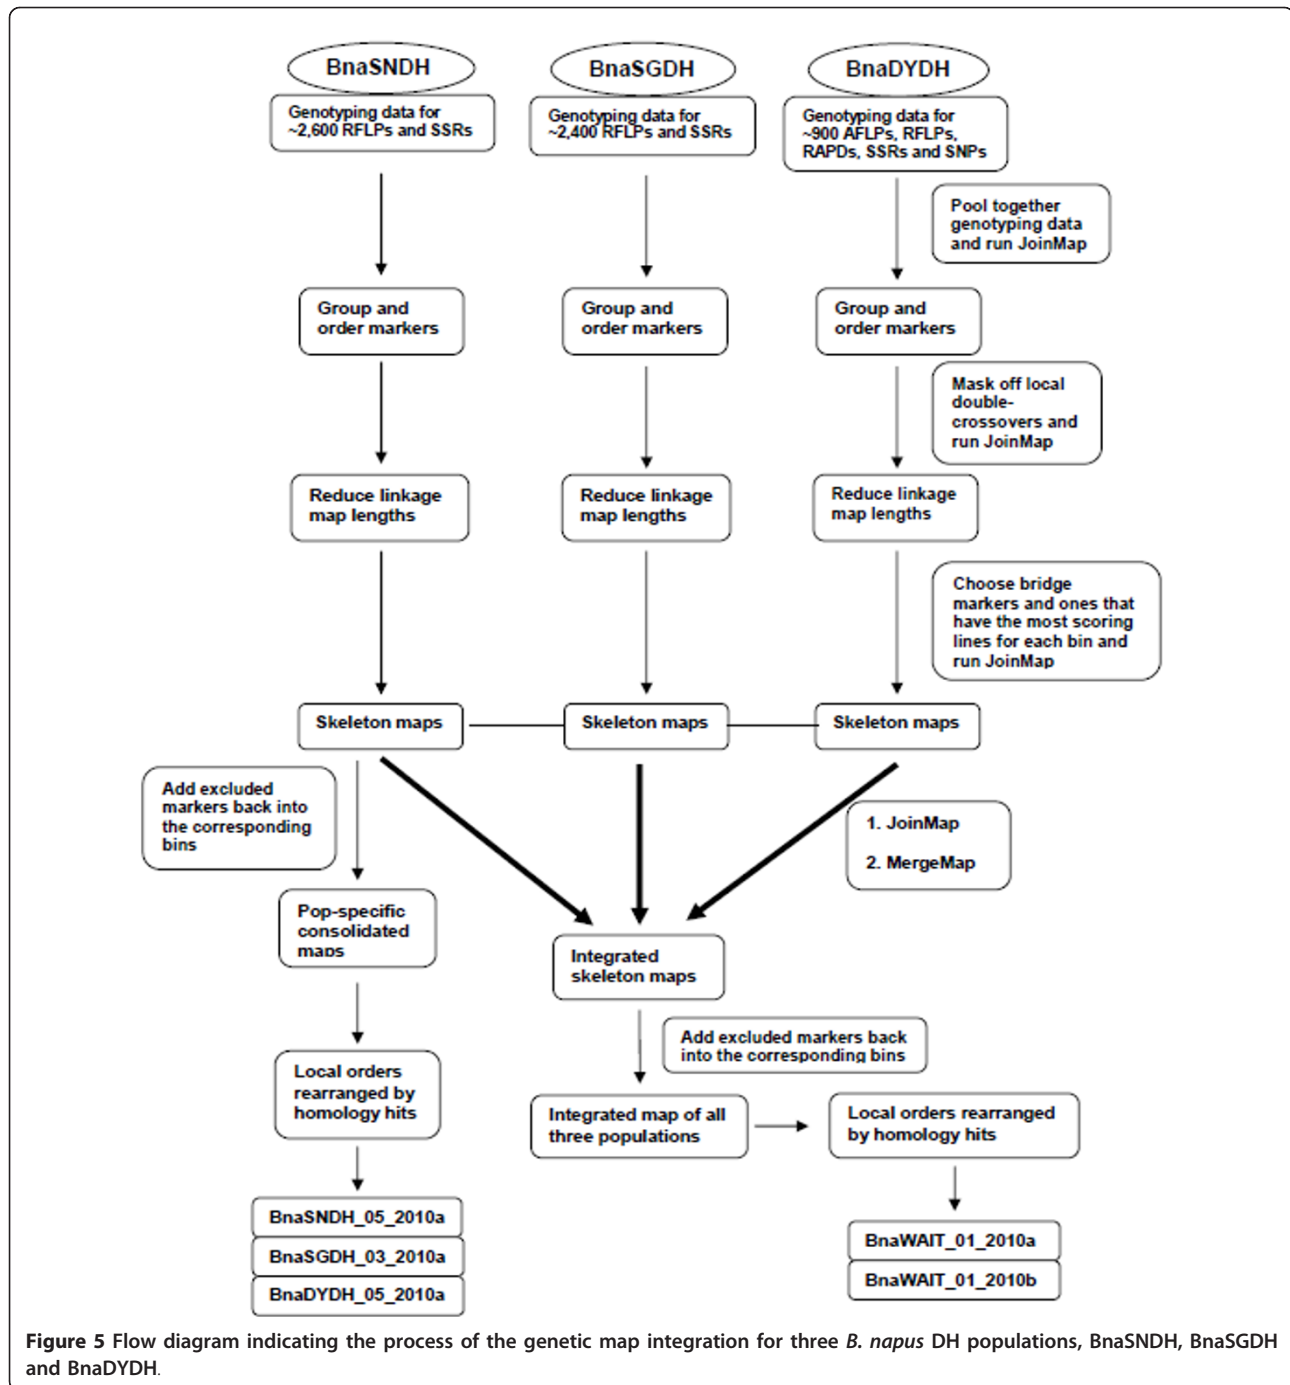 BnaSNDH
BnaSGDH
BnaDYDH
Genotyping data for
~2,600 RFLPs and SSRs
Genotyping data for
~2,400 RFLPs and SSRs
Genotyping data for
~900 AFLPs, RFLPs,
RAPDs, SSRs and SNPs
Pool together
genotyping data
and run JoinMap
Group and
order markers
Group and
order markers
Group and
order markers
Mask off local
double-
crossovers and
run JoinMap
Reduce linkage
map lengths
Reduce linkage
map lengths
Reduce linkage
map lengths
Choose bridge
markers and ones that
have the most scoring
lines for each bin and
run JoinMap
Skeleton maps
Skeleton maps
Skeleton maps
Add excluded
markers back into
the corresponding
bins
1. JoinMap
2. MergeMap
Pop-specific
consolidated
maps
Integrated
skeleton maps
Add excluded markers back
into the corresponding bins
Local orders
rearranged by
homology hits
Integrated map of all
three populations
Local orders rearranged
by homology hits
BnaSNDH_05_2010a
BnaSGDH_03_2010a
BnaDYDH_05_2010a
BnaWAIT_01_2010a
BnaWAIT_01_2010b
Figure 5 Flow diagram indicating the process of the genetic map integration for three B. napus DH populations, BnaSNDH, BnaSGDH
and BnaDYDH.